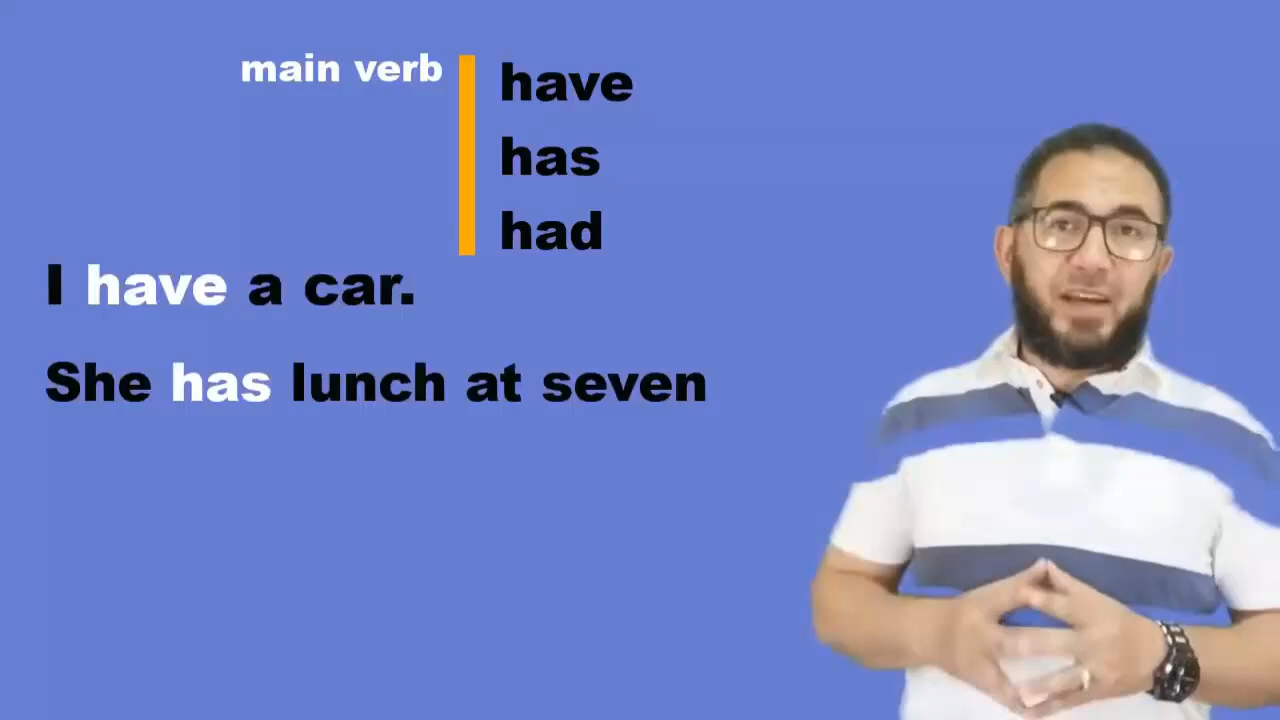 main verb
have
has
had
I have a car.
She has lunch at seven